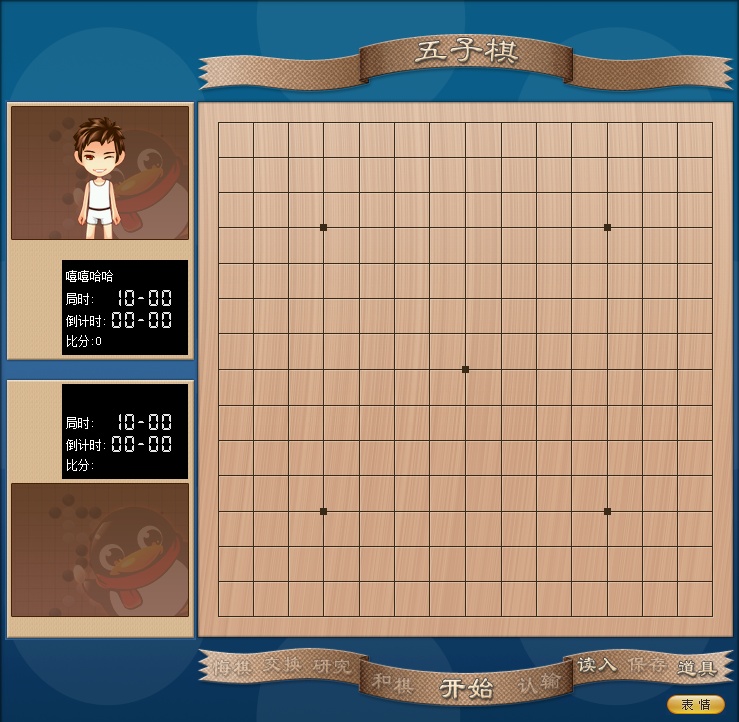 五子棋
嘻嘻哈哈
局时: 10-00
倒计时: 00-00
比分:0
局时: 10-00
倒计时: 00-00
比分:
悔棋 交换 研究 和棋 开始 认输 读入 保存 道具
表情